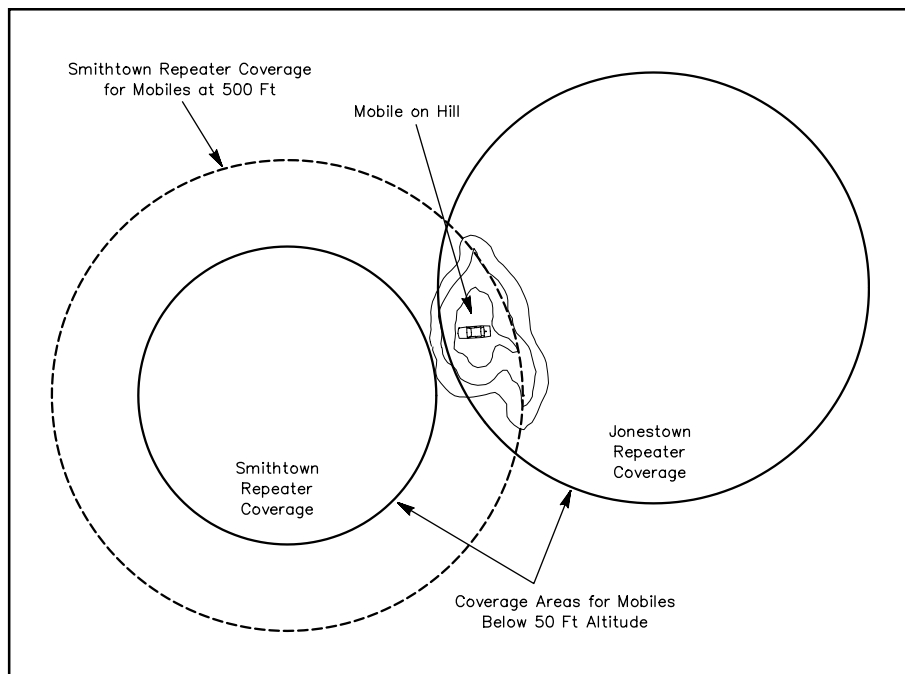 Smithtown Repeater Coverage
for Mobiles at 500 Ft
Mobile on Hill
Jonestown
Repeater
Coverage
Smithtown
Repeater
Coverage
Coverage Areas for Mobiles
Below 50 Ft Altitude